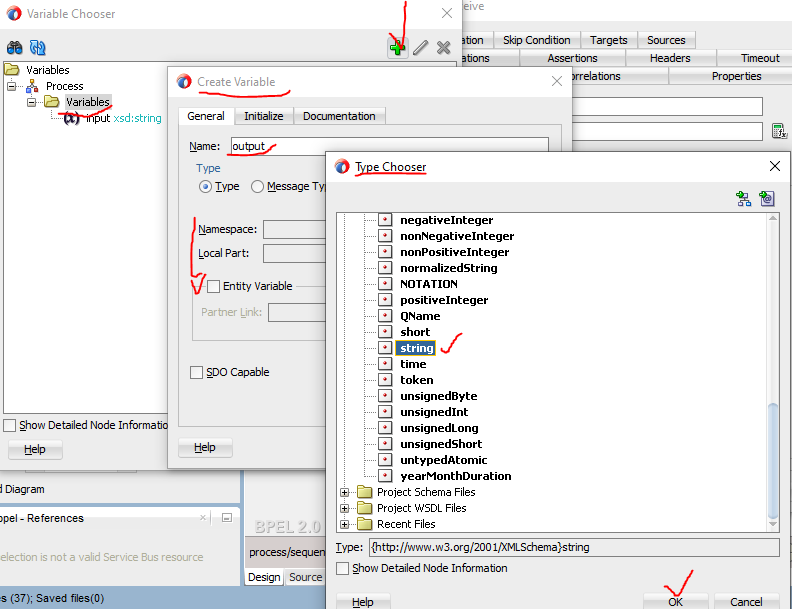 Variable Chooser
Variables
Process
Variables
input xsd:string
Show Detailed Node Informatio
Help
d Diagram
ppel - References
election is not a valid Service Bus resource
es (37); Saved files(0)
eive
ation
Skip Condition
Targets
Sources
ations
Assertions
Headers
Timeout
orrelations
Properties
Create Variable
General
Initialize
Documentation
Name:
output
Type
Type
Message Typ
Namespace:
Local Part:
Entity Variable
Partner Link:
SDO Capable
Help
BPEL 2.0
process/sequen
Design
Source
Type Chooser
negativeInteger
nonNegativeInteger
nonPositiveInteger
normalizedString
NOTATION
positiveInteger
QName
short
string
time
token
unsignedByte
unsignedInt
unsignedLong
unsignedShort
untypedAtomic
yearMonthDuration
Project Schema Files
Project WSDL Files
Recent Files
Type:
{http://www.w3.org/2001/XMLSchema}string
Show Detailed Node Information
Help
OK
Cancel